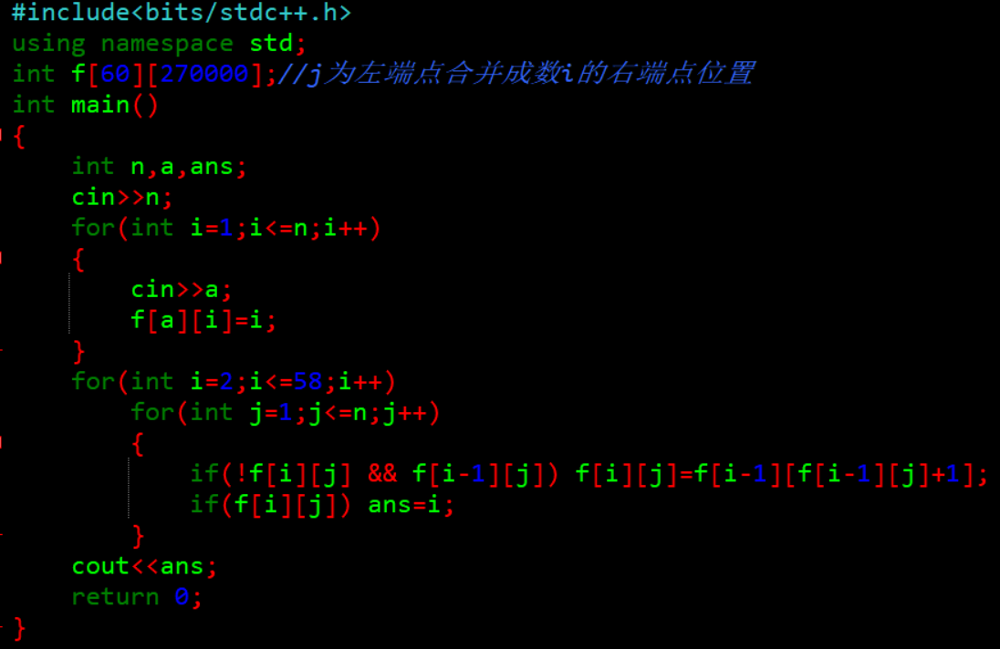 #include<bits/stdc++.h>
using namespace std;
int f[60][270000];//j为左端点合并成数i的右端点位置
int main()
{
    int n,a,ans;
    cin>>n;
    for(int i=1;i<=n;i++)
    {
        cin>>a;
        f[a][i]=i;
    }
    for(int i=2;i<=58;i++)
        for(int j=1;j<=n;j++)
        {
            if(!f[i][j] && f[i-1][j]) f[i][j]=f[i-1][f[i-1][j]+1];
            if(f[i][j]) ans=i;
        }
    cout<<ans;
    return 0;
}